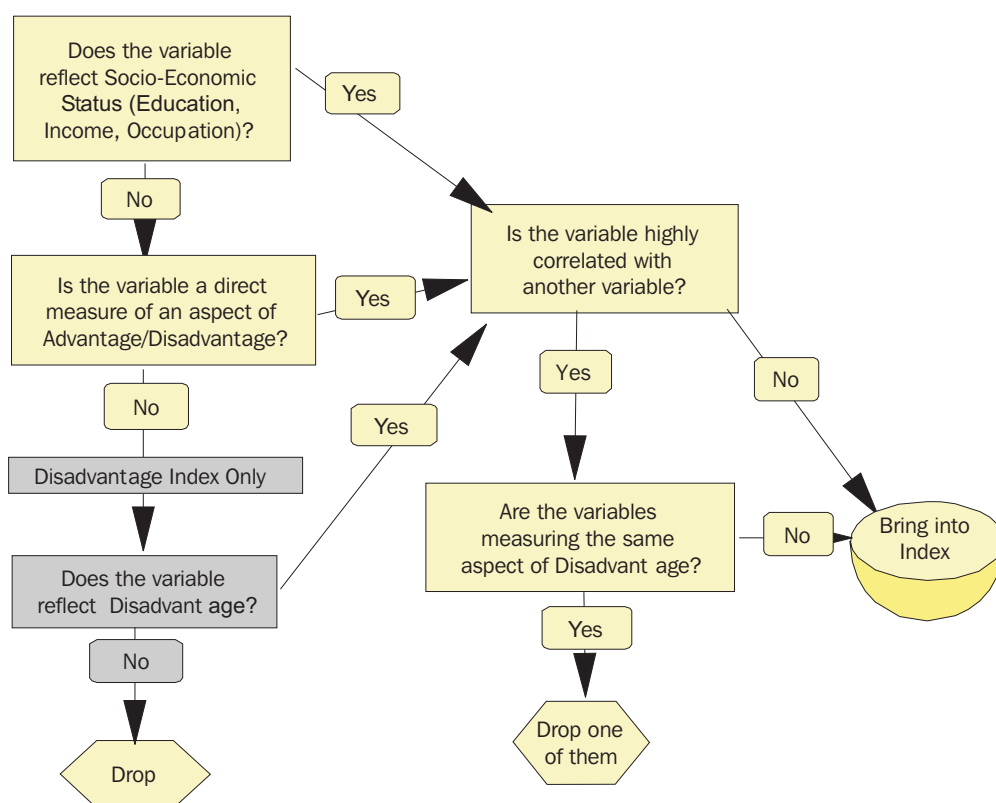 Does the variable
reflect Socio-Economic
Status (Education,
Income, Occupation)?
Yes
No
Is the variable a direct
measure of an aspect of
Advantage/Disadvantage?
Yes
Is the variable highly
correlated with
another variable?
No
Yes
No
Yes
Disadvantage Index Only
Does the variable
reflect Disadvant age?
No
Drop
Are the variables
measuring the same
aspect of Disadvant age?
No
Bring into
Index
Yes
Drop one
of them